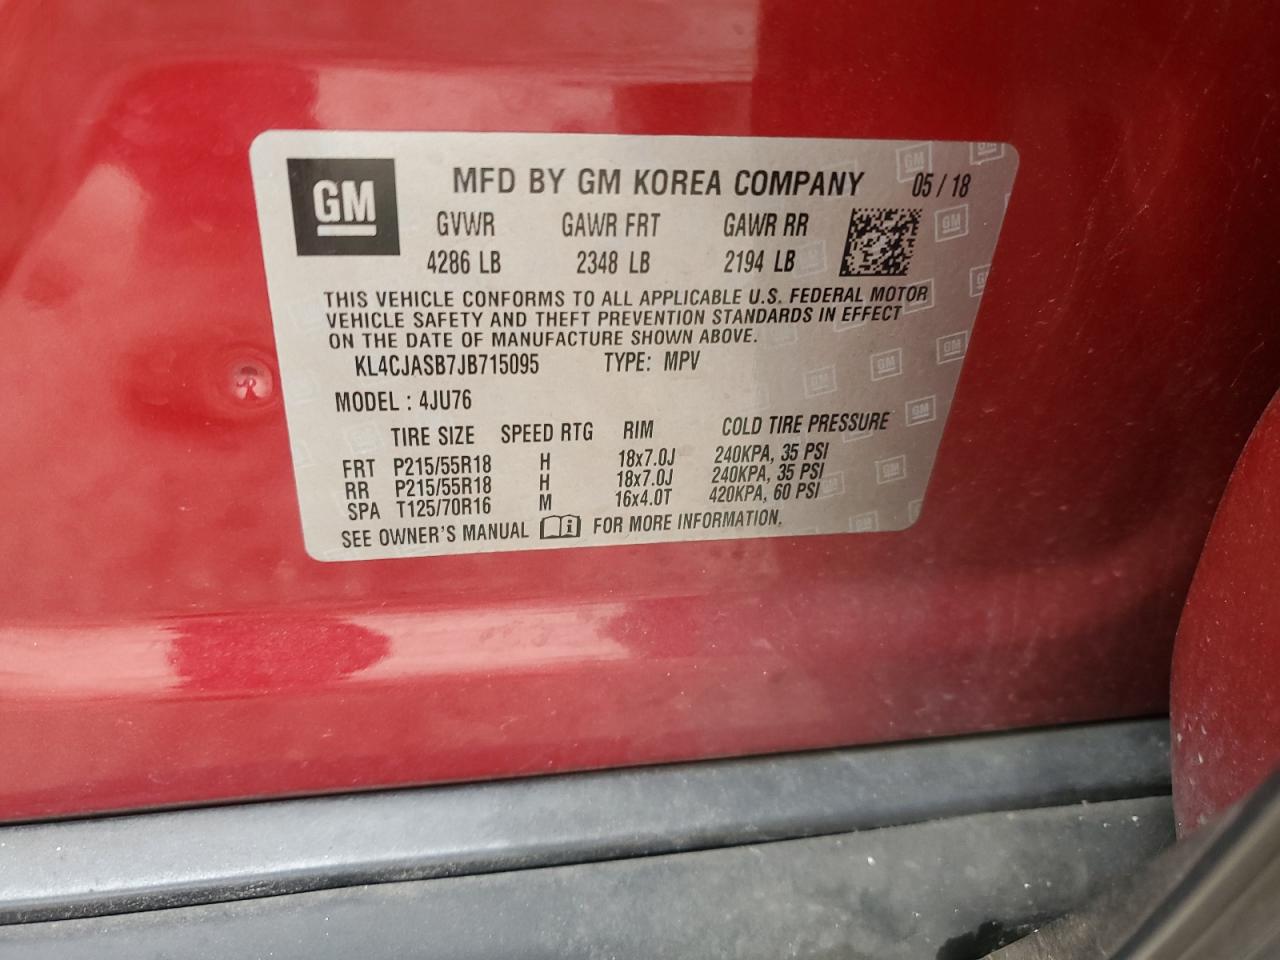 GM
MFD BY GM KOREA COMPANY 05 / 18
GVWR GAWR FRT GAWR RR
4286 LB 2348 LB 2194 LB
THIS VEHICLE CONFORMS TO ALL APPLICABLE U.S. FEDERAL MOTOR
VEHICLE SAFETY AND THEFT PREVENTION STANDARDS IN EFFECT
ON THE DATE OF MANUFACTURE SHOWN ABOVE.
KL4CJASB7JB715095 TYPE: MPV
MODEL : 4JU76
TIRE SIZE SPEED RTG RIM COLD TIRE PRESSURE
FRT P215/55R18 H 18x7.0J 240KPA, 35 PSI
RR P215/55R18 H 18x7.0J 240KPA, 35 PSI
SPA T125/70R16 M 16x4.0T 420KPA, 60 PSI
SEE OWNER'S MANUAL i FOR MORE INFORMATION.